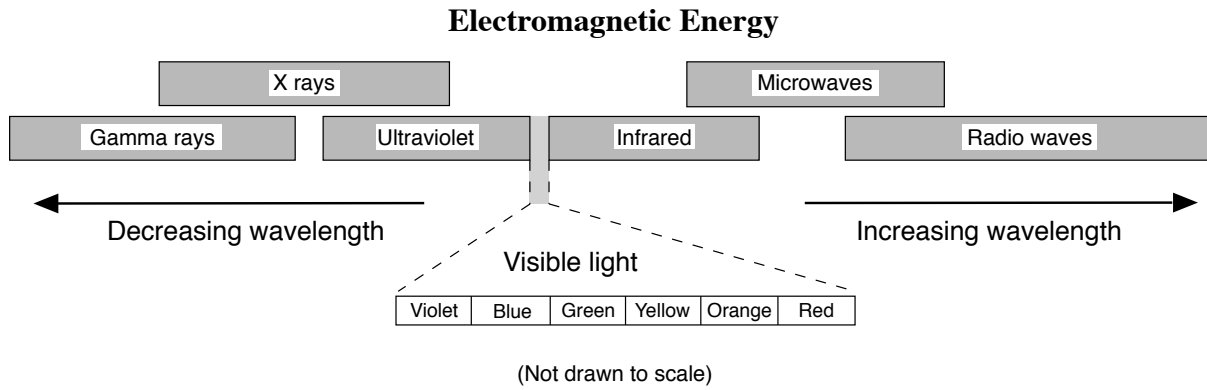 Electromagnetic Energy
X rays
Microwaves
Gamma rays
Ultraviolet
Infrared
Radio waves
Decreasing wavelength
Increasing wavelength
Visible light
Violet
Blue
Green
Yellow
Orange
Red
(Not drawn to scale)